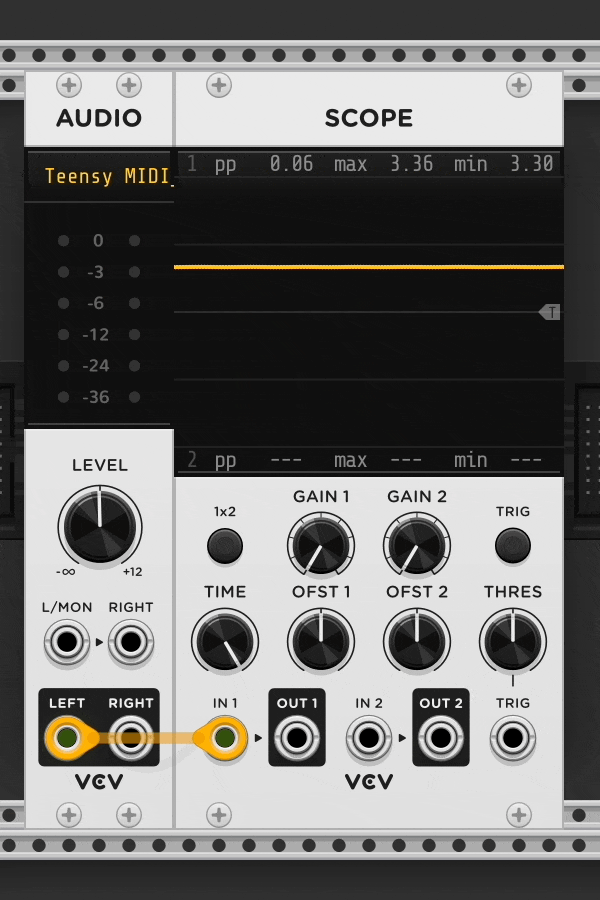 AUDIO
SCOPE
Teensy MIDI_
1 pp 0.06 max 3.36 min 3.30
0
-3
-6
-12
-24
-36
T
2 pp --- max --- min ---
LEVEL
-∞ +12
L/MON RIGHT
LEFT RIGHT
VCV
1x2 GAIN 1 GAIN 2 TRIG
TIME OFST 1 OFST 2 THRES
IN 1 OUT 1 IN 2 OUT 2 TRIG
VCV